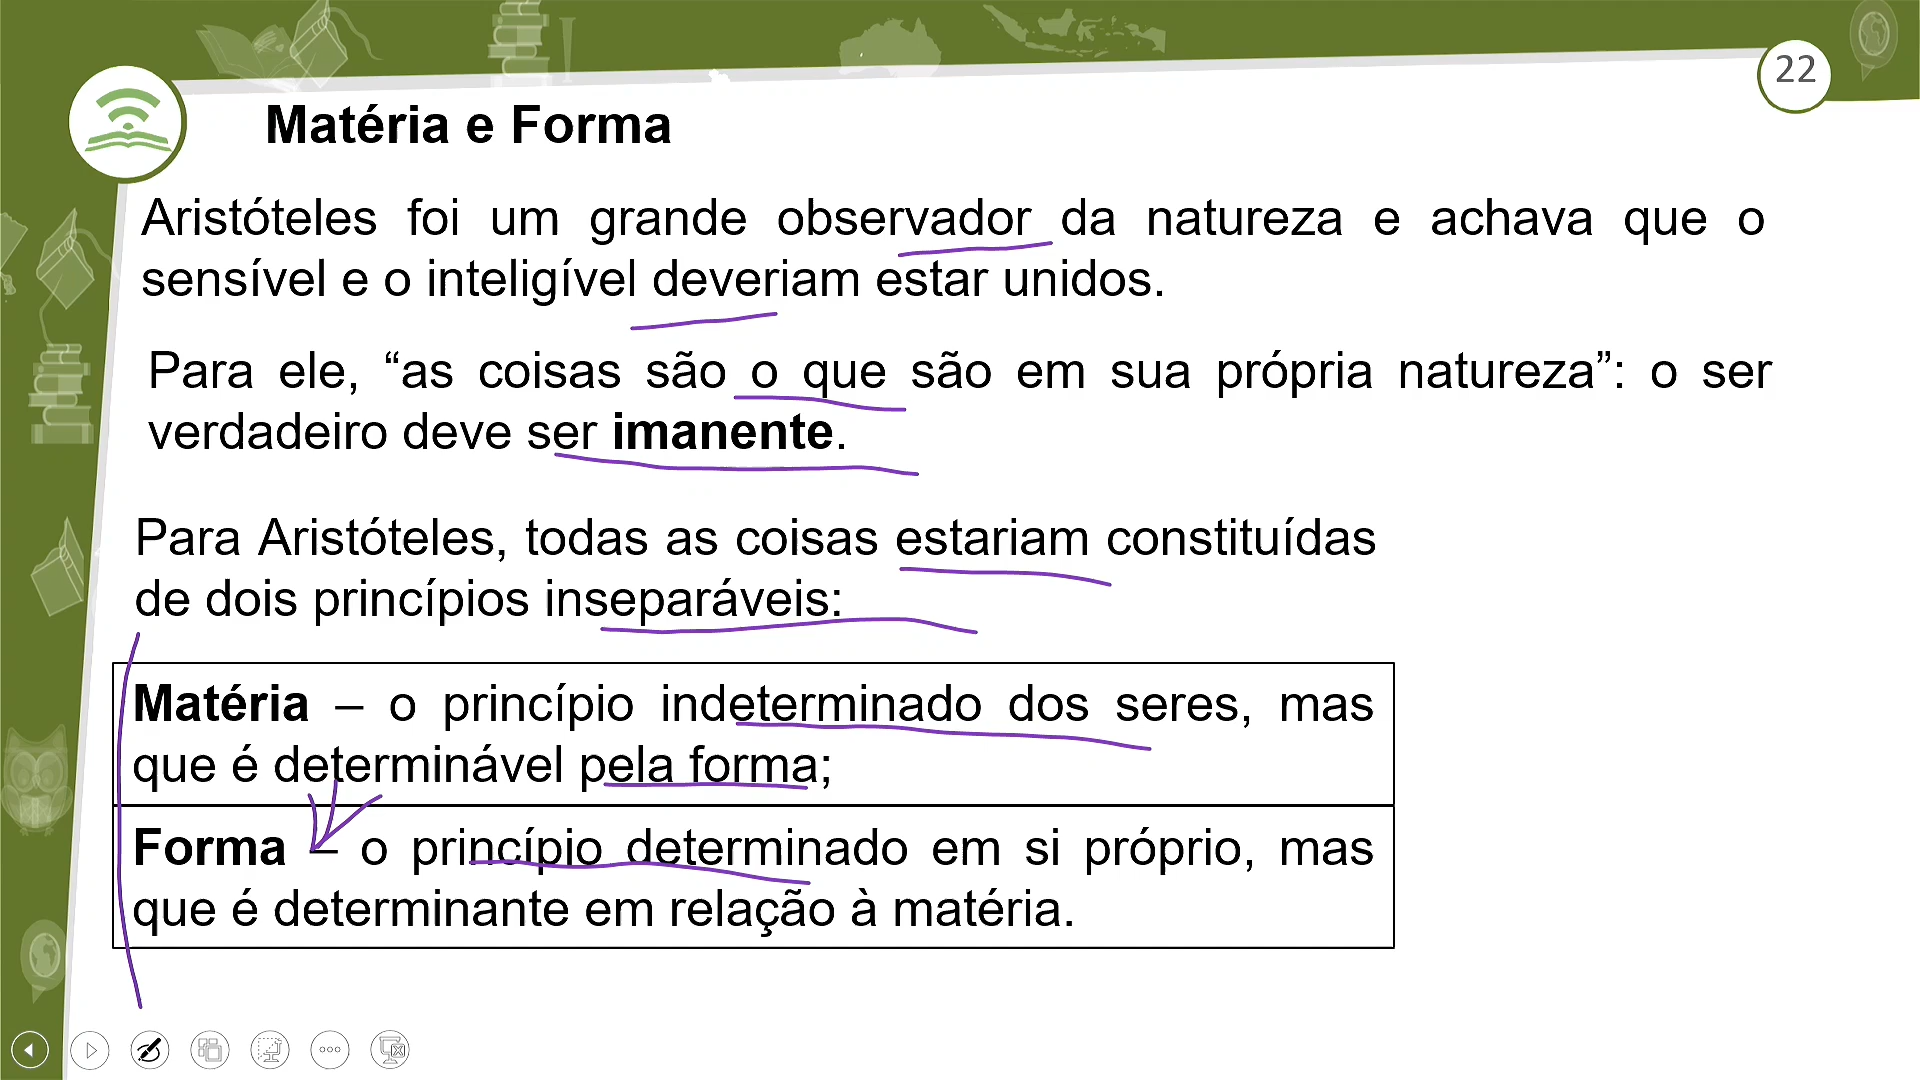 22
Matéria e Forma
Aristóteles foi um grande observador da natureza e achava que o
sensível e o inteligível deveriam estar unidos.
Para ele, “as coisas são o que são em sua própria natureza”: o ser
verdadeiro deve ser imanente.
Para Aristóteles, todas as coisas estariam constituídas
de dois princípios inseparáveis:
Matéria – o princípio indeterminado dos seres, mas
que é determinável pela forma;
Forma – o princípio determinado em si próprio, mas
que é determinante em relação à matéria.